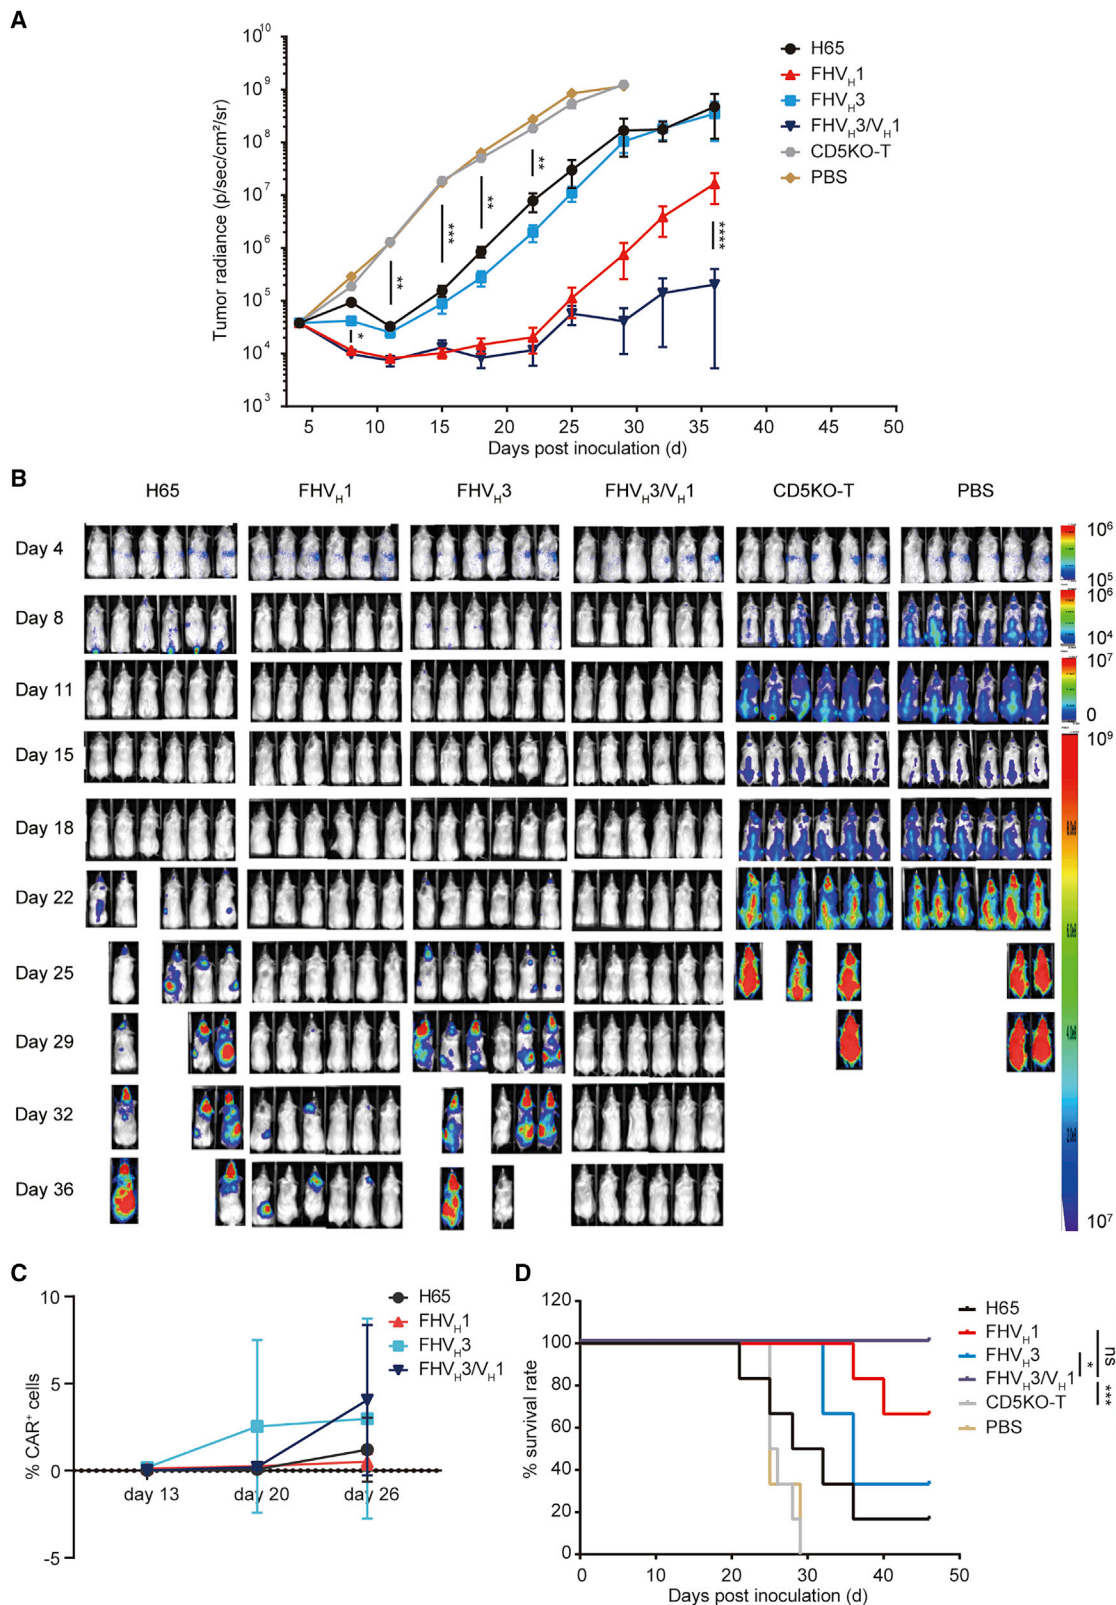 A
10^10
10^9
10^8
10^7
10^6
10^5
10^4
10^3
Tumor radiance (p/sec/cm²/sr)
H65
FHV_H1
FHV_H3
FHV_H3/V_H1
CD5KO-T
PBS
*
**
***
**
**
****
5 10 15 20 25 30 35 40 45 50
Days post inoculation (d)
B
H65 FHV_H1 FHV_H3 FHV_H3/V_H1 CD5KO-T PBS
Day 4
10^6
10^5
Day 8
10^6
10^4
Day 11
10^7
0
Day 15
10^9
Day 18
Day 22
Day 25
Day 29
Day 32
Day 36
10^7
C
10
5
0
-5
% CAR⁺ cells
day 13 day 20 day 26
H65
FHV_H1
FHV_H3
FHV_H3/V_H1
D
120
100
80
60
40
20
0
% survival rate
0 10 20 30 40 50
Days post inoculation (d)
H65
FHV_H1
FHV_H3
FHV_H3/V_H1
CD5KO-T
PBS
ns
*
***